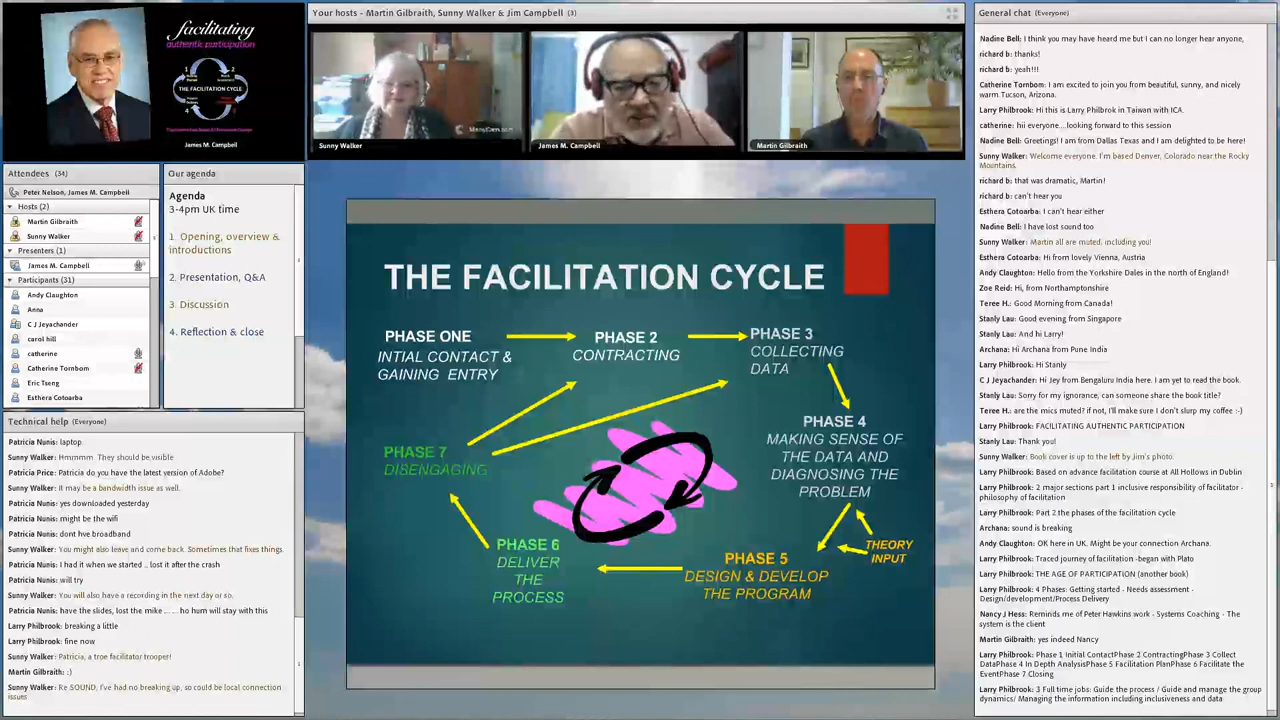 facilitating
authentic participation
THE FACILITATION CYCLE
James M. Campbell
Your hosts - Martin Gilbraith, Sunny Walker & Jim Campbell (3)
Sunny Walker
James M. Campbell
Martin Gilbraith
Attendees (34)
Peter Nelson, James M. Campbell
Hosts (2)
Martin Gilbraith
Sunny Walker
Presenters (1)
James M. Campbell
Participants (31)
Andy Claughton
Anna
C J Jeyachander
carol hill
catherine
Catherine Tornbom
Eric Tseng
Esthera Cotoarba
Our agenda
Agenda
3-4pm UK time
1. Opening, overview &
introductions
2. Presentation, Q&A
3. Discussion
4. Reflection & close
Technical help (Everyone)
Patricia Nunis: laptop
Sunny Walker: Hmmmm. They should be visible
Patricia Price: Patricia do you have the latest version of Adobe?
Sunny Walker: It may be a bandwidth issue as well.
Patricia Nunis: yes downloaded yesterday
Patricia Nunis: might be the wifi
Patricia Nunis: dont hve broadband
Sunny Walker: You might also leave and come back. Sometimes that fixes things.
Patricia Nunis: I had it when we started .. lost it after the crash
Patricia Nunis: will try
Sunny Walker: You will also have a recording in the next day or so.
Patricia Nunis: have the slides, lost the mike ... ... ho hum will stay with this
Larry Philbrook: breaking a little
Larry Philbrook: fine now
Sunny Walker: Patricia, a true facilitator trooper!
Martin Gilbraith: :)
Sunny Walker: Re SOUND, I've had no breaking up, so could be local connection
issues
THE FACILITATION CYCLE
PHASE ONE
INTIAL CONTACT &
GAINING ENTRY
PHASE 2
CONTRACTING
PHASE 3
COLLECTING
DATA
PHASE 4
MAKING SENSE OF
THE DATA AND
DIAGNOSING THE
PROBLEM
THEORY
INPUT
PHASE 5
DESIGN & DEVELOP
THE PROGRAM
PHASE 6
DELIVER
THE
PROCESS
PHASE 7
DISENGAGING
General chat (Everyone)
Nadine Bell: I think you may have heard me but I can no longer hear anyone,
richard b: thanks!
richard b: yeah!!!
Catherine Tornbom: I am excited to join you from beautiful, sunny, and nicely
warm Tucson, Arizona.
Larry Philbrook: Hi this is Larry Philbrok in Taiwan with ICA.
catherine: hii everyone....looking forward to this session
Nadine Bell: Greetings! I am from Dallas Texas and I am delighted to be here!
Sunny Walker: Welcome everyone. I'm based Denver, Colorado near the Rocky
Mountains.
richard b: that was dramatic, Martin!
richard b: can't hear you
Esthera Cotoarba: I can't hear either
Nadine Bell: I have lost sound too
Sunny Walker: Martin all are muted, including you!
Esthera Cotoarba: Hi from lovely Vienna, Austria
Andy Claughton: Hello from the Yorkshire Dales in the north of England!
Zoe Reid: Hi, from Northamptonshire
Teree H.: Good Morning from Canada!
Stanly Lau: Good evening from Singapore
Stanly Lau: And hi Larry!
Archana: Hi Archana from Pune India
Larry Philbrook: Hi Stanly
C J Jeyachander: Hi Jey from Bengaluru India here. I am yet to read the book.
Stanly Lau: Sorry for my ignorance, can someone share the book title?
Teree H.: are the mics muted? if not, I'll make sure I don't slurp my coffee :-)
Larry Philbrook: FACILITATING AUTHENTIC PARTICIPATION
Stanly Lau: Thank you!
Sunny Walker: Book cover is up to the left by Jim's photo.
Larry Philbrook: Based on advance facilitation course at All Hollows in Dublin
Larry Philbrook: 2 major sections part 1 inclusive responsibility of facilitator -
philosophy of facilitation
Larry Philbrook: Part 2 the phases of the facilitation cycle
Archana: sound is breaking
Andy Claughton: OK here in UK. Might be your connection Archana.
Larry Philbrook: Traced journey of facilitation -began with Plato
Larry Philbrook: THE AGE OF PARTICIPATION (another book)
Larry Philbrook: 4 Phases: Getting started - Needs assessment -
Design/development/Process Delivery
Nancy J Hess: Reminds me of Peter Hawkins work - Systems Coaching - The
system is the client
Martin Gilbraith: yes indeed Nancy
Larry Philbrook: Phase 1 Initial ContactPhase 2 ContractingPhase 3 Collect
DataPhase 4 In Depth AnalysisPhase 5 Facilitation PlanPhase 6 Facilitate the
EventPhase 7 Closing
Larry Philbrook: 3 Full time jobs: Guide the process / Guide and manage the group
dynamics/ Managing the information including inclusiveness and data